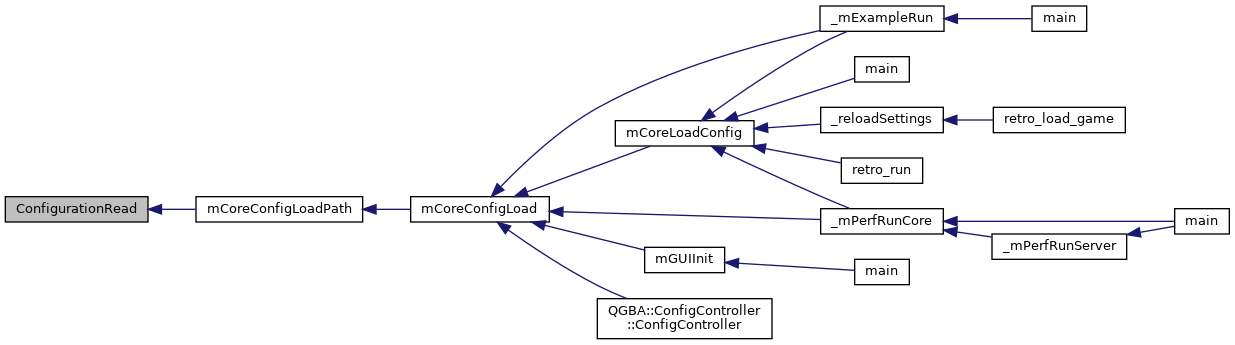 _mExampleRun
main
main
_reloadSettings
retro_load_game
mCoreLoadConfig
retro_run
ConfigurationRead
mCoreConfigLoadPath
mCoreConfigLoad
_mPerfRunCore
main
_mPerfRunServer
mGUIInit
main
QGBA::ConfigController
::ConfigController